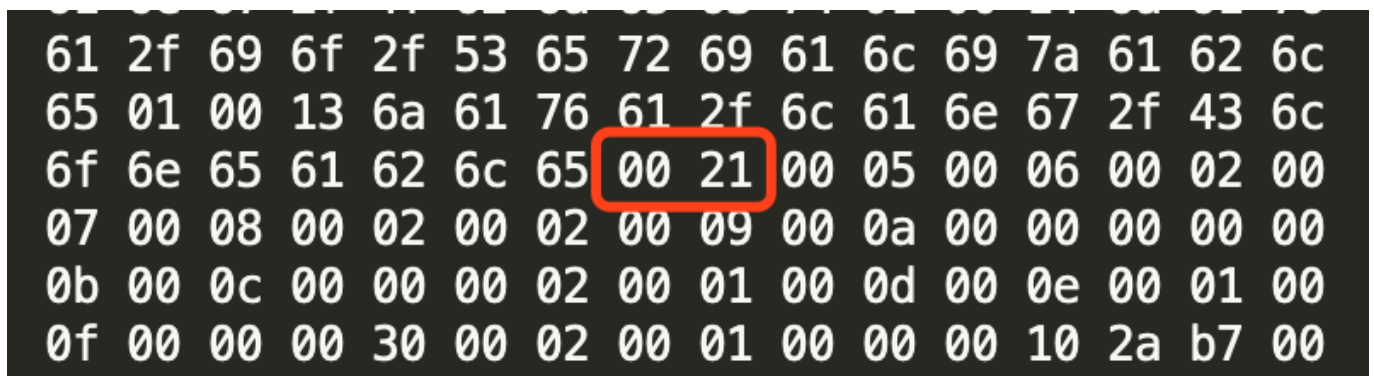 61 2f 69 6f 2f 53 65 72 69 61 6c 69 7a 61 62 6c
65 01 00 13 6a 61 76 61 2f 6c 61 6e 67 2f 43 6c
6f 6e 65 61 62 6c 65 00 21 00 05 00 06 00 02 00
07 00 08 00 02 00 02 00 09 00 0a 00 00 00 00 00
0b 00 0c 00 00 00 02 00 01 00 0d 00 0e 00 01 00
0f 00 00 00 30 00 02 00 01 00 00 00 10 2a b7 00